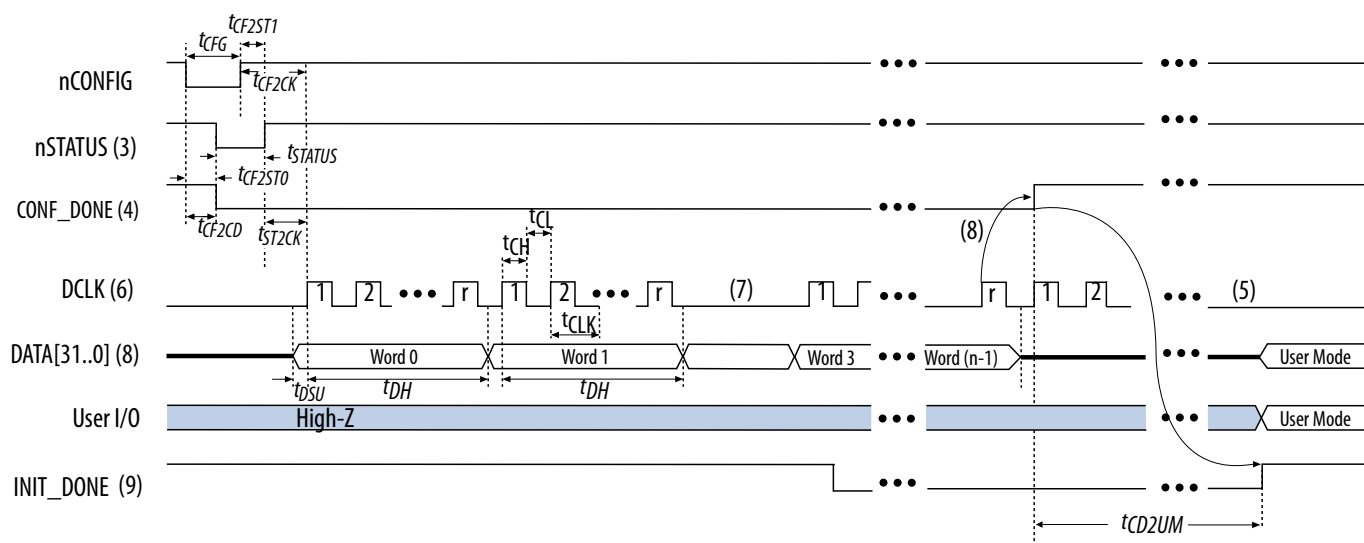 tCF2ST1
tCFG
nCONFIG
tCF2CK
nSTATUS (3)
tSTATUS
tCF2ST0
CONF_DONE (4)
tCF2CD
tST2CK
tCL
tCH
(8)
DCLK (6)
1 2 r 1 2 r (7) 1 r 1 2 (5)
tCLK
DATA[31..0] (8) Word 0 Word 1 Word 3 Word (n-1) User Mode
tDSU tDH tDH
User I/O High-Z User Mode
INIT_DONE (9)
tCD2UM